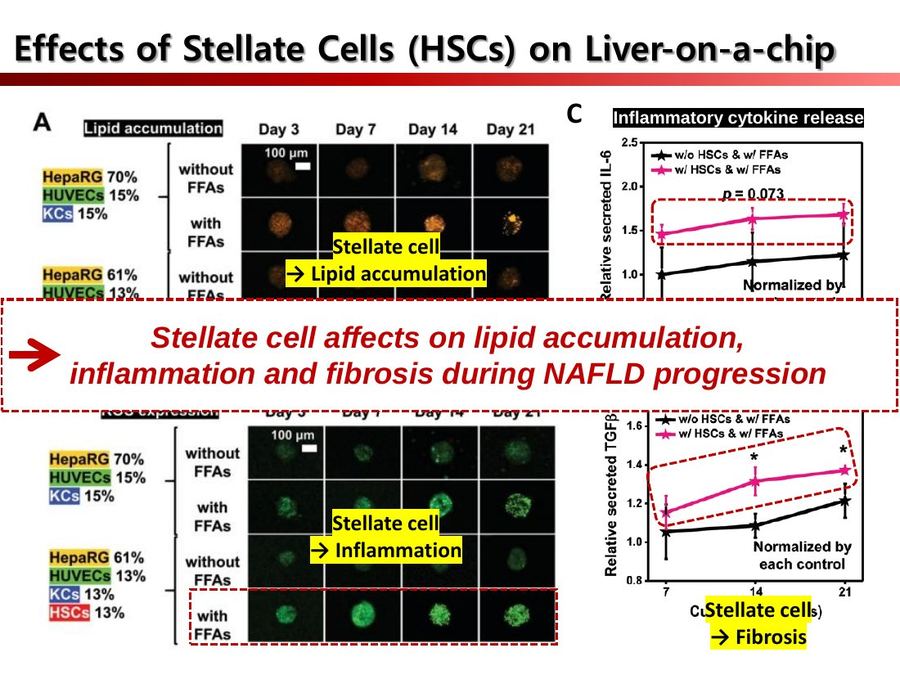 Effects of Stellate Cells (HSCs) on Liver-on-a-chip
A
Lipid accumulation
Day 3 Day 7 Day 14 Day 21
100 μm
HepaRG 70%
HUVECs 15%
KCs 15%
without
FFAs
with
FFAs
Stellate cell
→ Lipid accumulation
HepaRG 61%
HUVECs 13%
without
FFAs
C
Inflammatory cytokine release
Relative secreted IL-6
2.5
2.0
1.5
1.0
w/o HSCs & w/ FFAs
w/ HSCs & w/ FFAs
p = 0.073
Normalized by
Stellate cell affects on lipid accumulation,
inflammation and fibrosis during NAFLD progression
expression
Day 3 Day 7 Day 14 Day 21
100 μm
HepaRG 70%
HUVECs 15%
KCs 15%
without
FFAs
with
FFAs
Stellate cell
→ Inflammation
HepaRG 61%
HUVECs 13%
KCs 13%
HSCs 13%
without
FFAs
with
FFAs
Relative secreted TGFβ
1.6
1.4
1.2
1.0
0.8
w/o HSCs & w/ FFAs
w/ HSCs & w/ FFAs
* *
Normalized by
each control
7 14 21
Stellate cell
→ Fibrosis